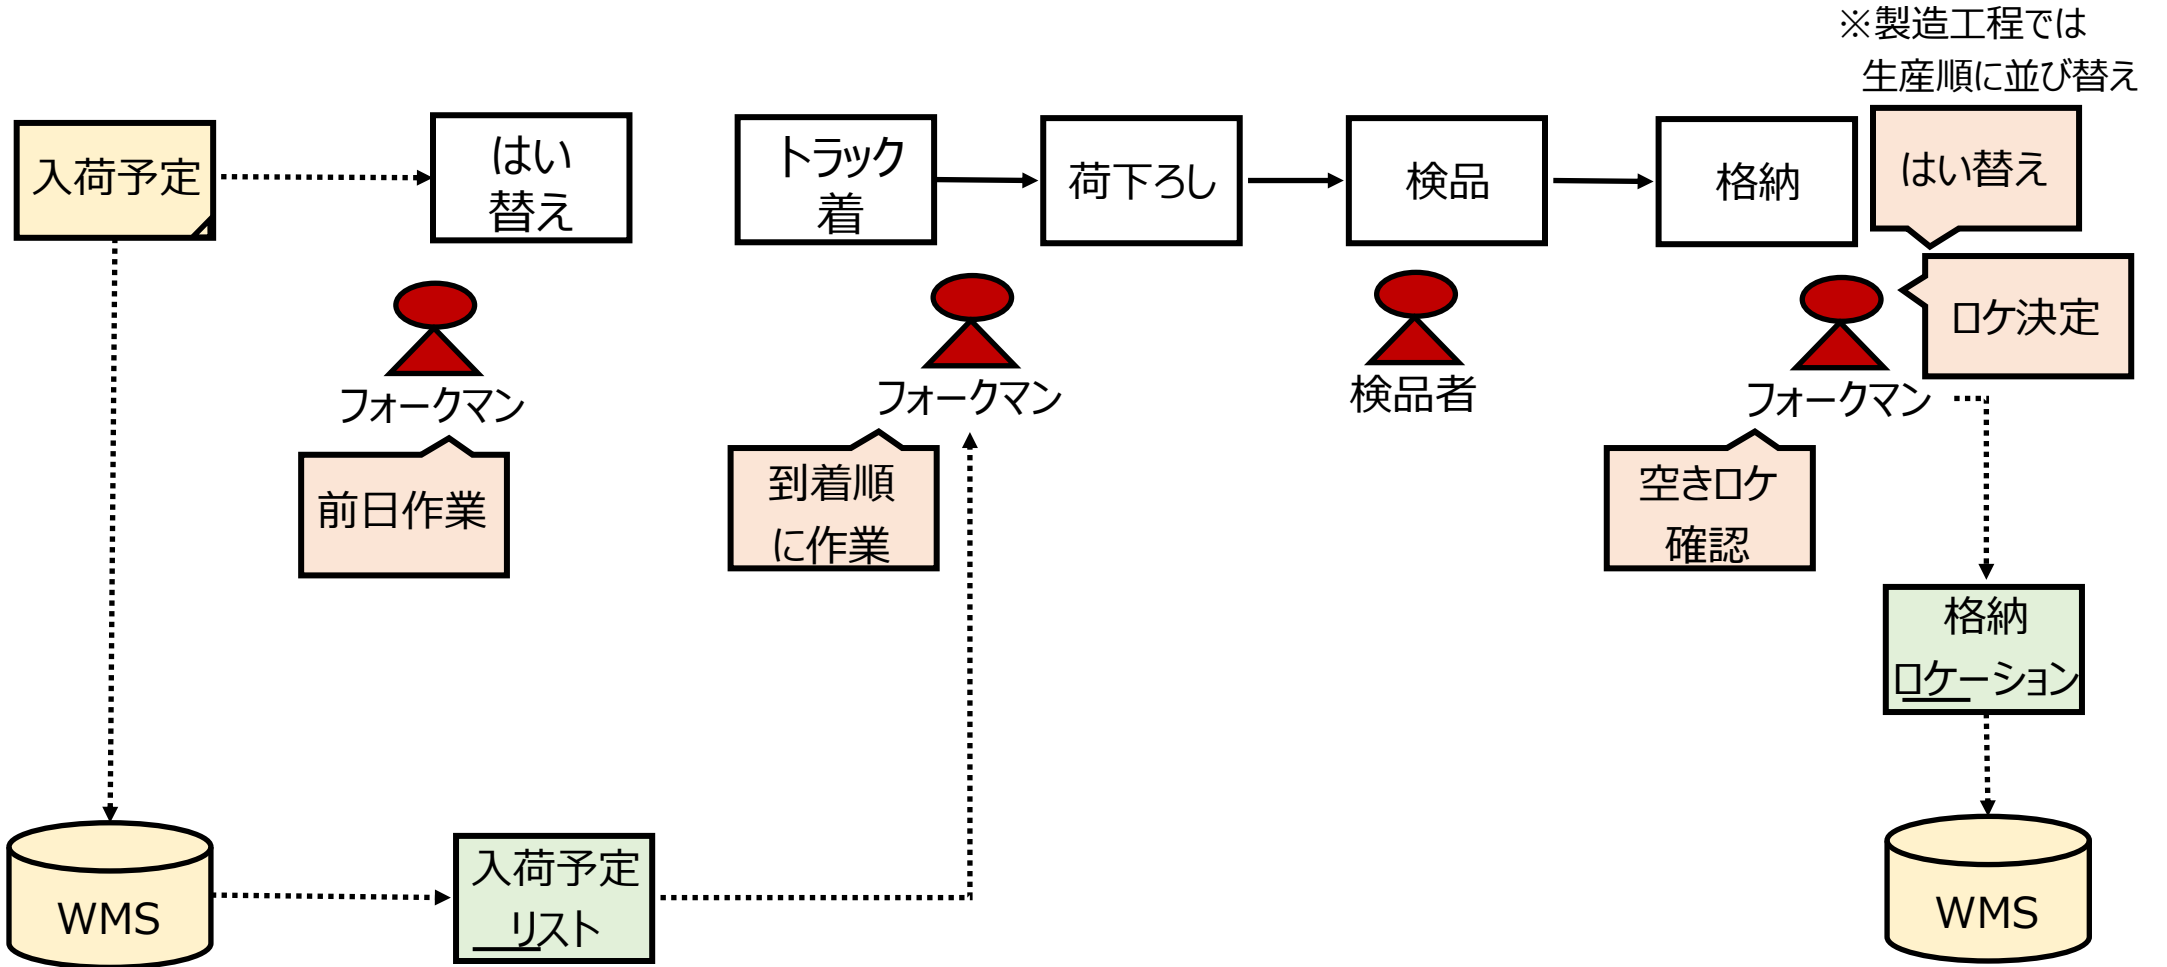 ※製造工程では
生産順に並び替え
入荷予定
はい
替え
トラック
着
荷下ろし
検品
格納
はい替え
ロケ決定
フォークマン
フォークマン
検品者
フォークマン
前日作業
到着順
に作業
空きロケ
確認
格納
ロケーション
WMS
入荷予定
リスト
WMS